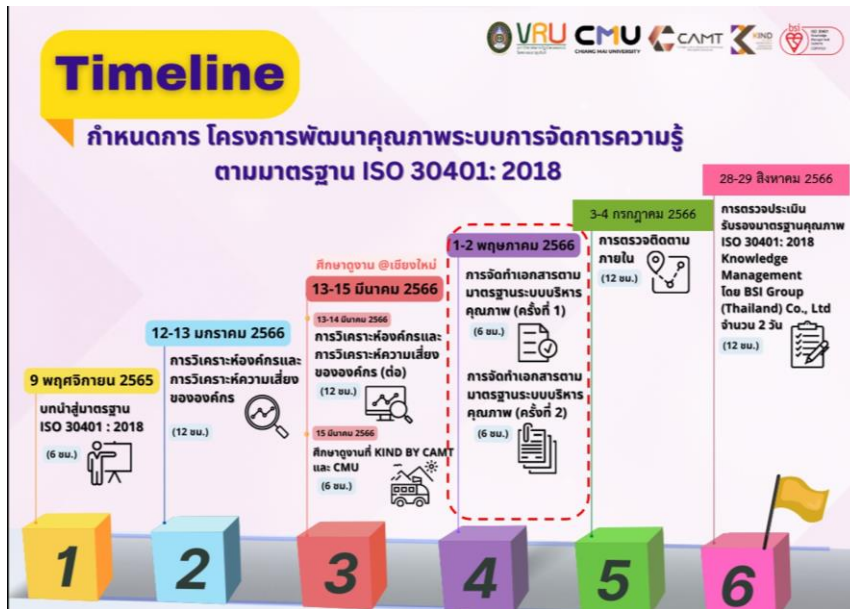 VRU
CMU
CHIANG MAI UNIVERSITY
CAMT
KIND
bsi
Timeline
กำหนดการ โครงการพัฒนาคุณภาพระบบการจัดการความรู้
ตามมาตรฐาน ISO 30401: 2018
9 พฤศจิกายน 2565
บทนำสู่มาตรฐาน
ISO 30401 : 2018
(6 ชม.)
12-13 มกราคม 2566
การวิเคราะห์องค์กรและ
การวิเคราะห์ความเสี่ยง
ขององค์กร
(12 ชม.)
ศึกษาดูงาน @เชียงใหม่
13-15 มีนาคม 2566
13-14 มีนาคม 2566
การวิเคราะห์องค์กรและ
การวิเคราะห์ความเสี่ยง
ขององค์กร (ต่อ)
(12 ชม.)
15 มีนาคม 2566
ศึกษาดูงานที่ KIND BY CAMT
และ CMU
(6 ชม.)
1-2 พฤษภาคม 2566
การจัดทำเอกสารตาม
มาตรฐานระบบบริหาร
คุณภาพ (ครั้งที่ 1)
(6 ชม.)
การจัดทำเอกสารตาม
มาตรฐานระบบบริหาร
คุณภาพ (ครั้งที่ 2)
(6 ชม.)
3-4 กรกฎาคม 2566
การตรวจติดตาม
ภายใน
(12 ชม.)
28-29 สิงหาคม 2566
การตรวจประเมิน
รับรองมาตรฐานคุณภาพ
ISO 30401: 2018
Knowledge
Management
โดย BSI Group
(Thailand) Co., Ltd
จำนวน 2 วัน
(12 ชม.)
1
2
3
4
5
6